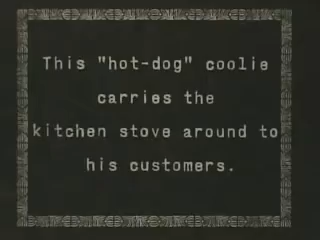 This "hot-dog" coolie
carries the
kitchen stove around to
his customers.